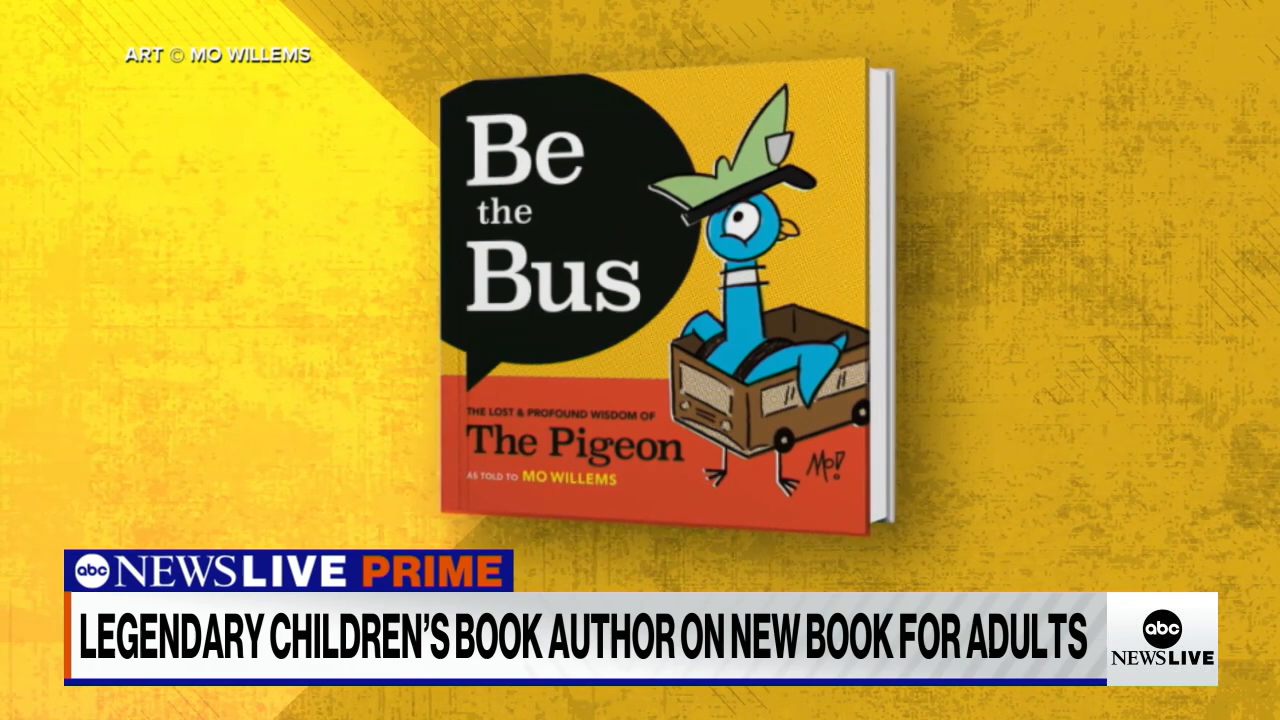 ART © MO WILLEMS
Be
the
Bus
THE LOST & PROFOUND WISDOM OF
The Pigeon
AS TOLD TO MO WILLEMS
Mo!
abc NEWS LIVE PRIME
LEGENDARY CHILDREN'S BOOK AUTHOR ON NEW BOOK FOR ADULTS
abc
NEWS LIVE